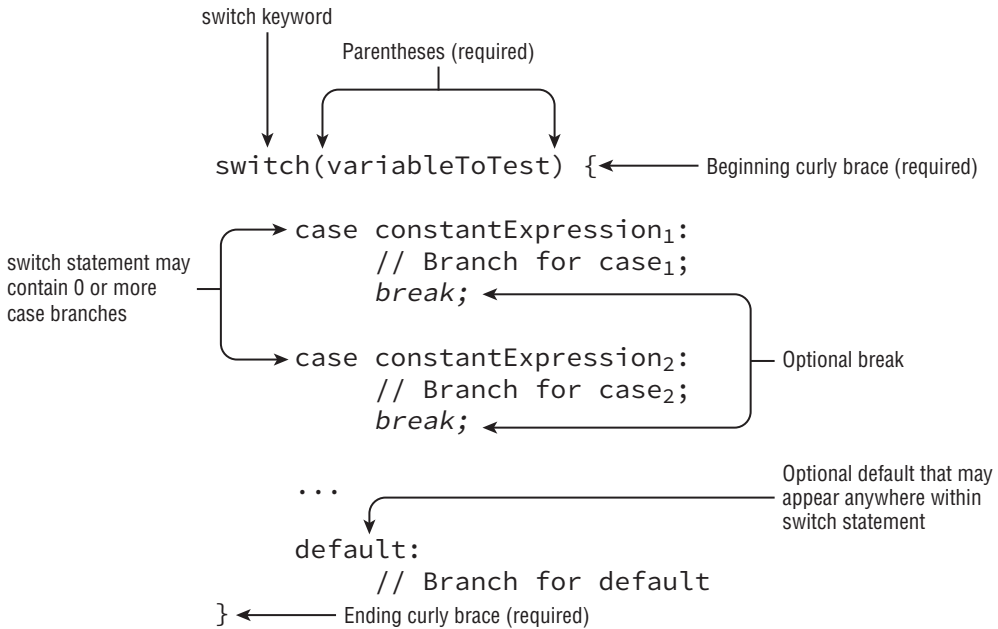 switch keyword
Parentheses (required)
switch(variableToTest) {
Beginning curly brace (required)
case constantExpression₁:
// Branch for case₁;
break;
switch statement may
contain 0 or more
case branches
Optional break
case constantExpression₂:
// Branch for case₂;
break;
...
Optional default that may
appear anywhere within
switch statement
default:
// Branch for default
}
Ending curly brace (required)